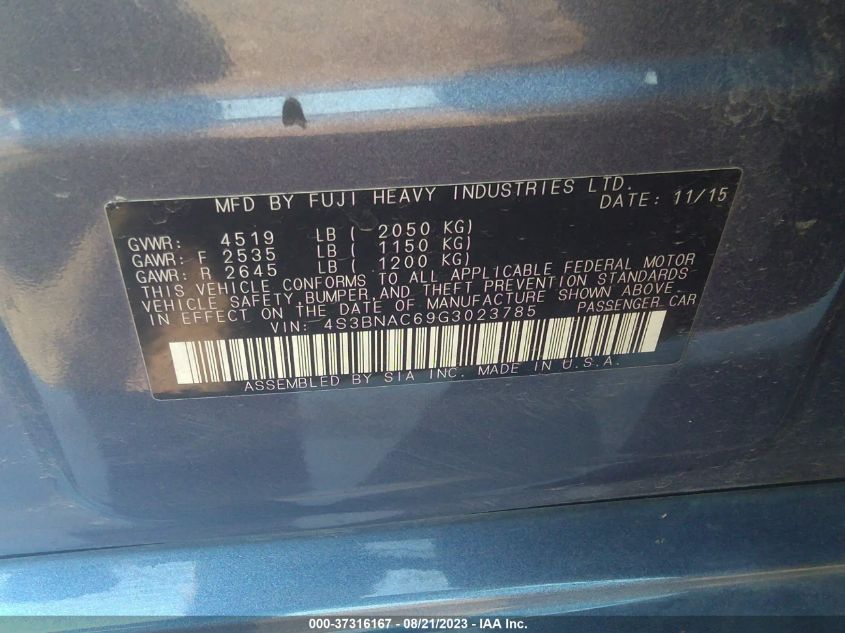 MFD BY FUJI HEAVY INDUSTRIES LTD.
DATE: 11/15
GVWR: 4519 LB ( 2050 KG)
GAWR: F 2535 LB ( 1150 KG)
GAWR: R 2645 LB ( 1200 KG)
THIS VEHICLE CONFORMS TO ALL APPLICABLE FEDERAL MOTOR
VEHICLE SAFETY,BUMPER,AND THEFT PREVENTION STANDARDS
IN EFFECT ON THE DATE OF MANUFACTURE SHOWN ABOVE.
VIN: 4S3BNAC69G3023785 PASSENGER CAR
ASSEMBLED BY SIA INC. MADE IN U.S.A.
000-37316167 - 08/21/2023 - IAA Inc.